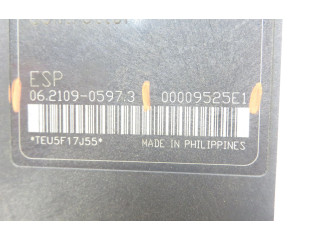 ESP
06.2109-0597.3 00009525E1
*TEU5F17J55* MADE IN PHILIPPINES